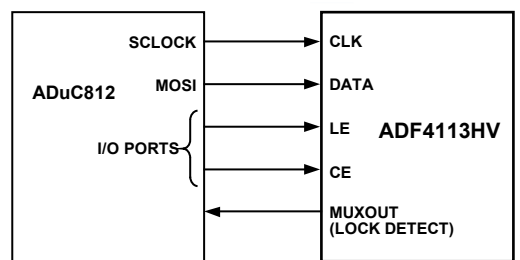 SCLOCK
MOSI
ADuC812
I/O PORTS
CLK
DATA
LE
ADF4113HV
CE
MUXOUT
(LOCK DETECT)